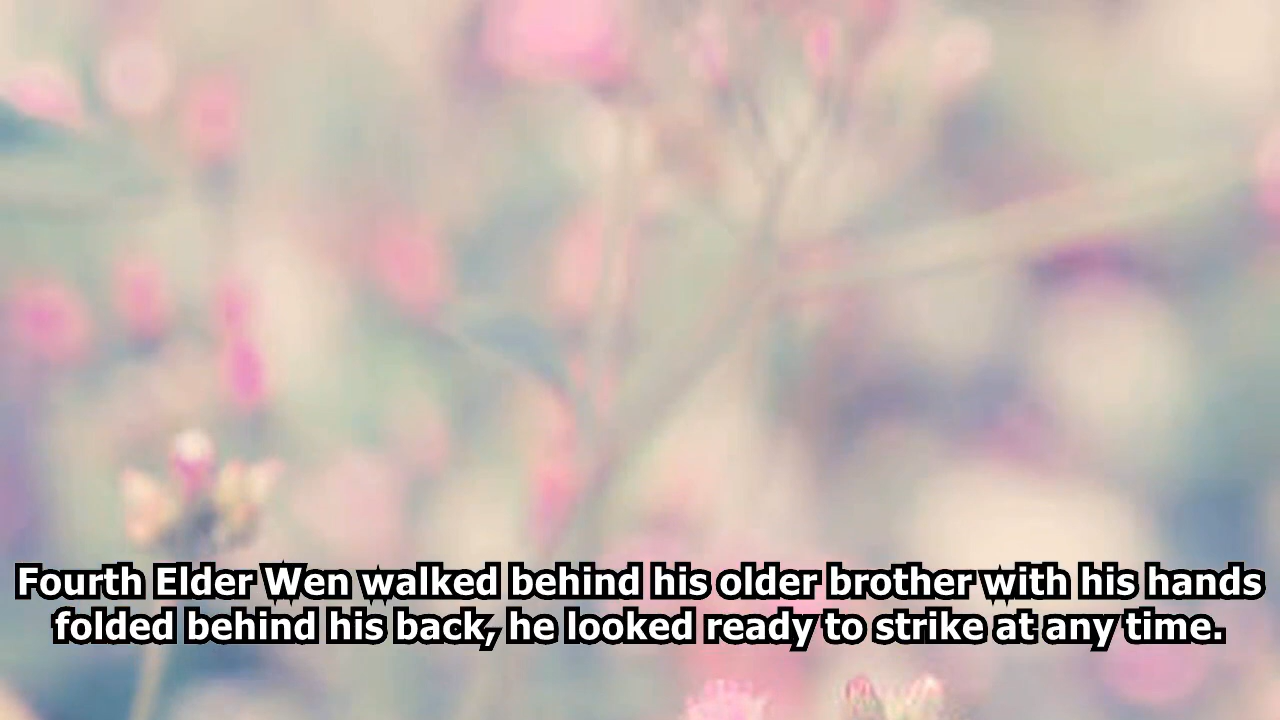 Fourth Elder Wen walked behind his older brother with his hands
folded behind his back, he looked ready to strike at any time.